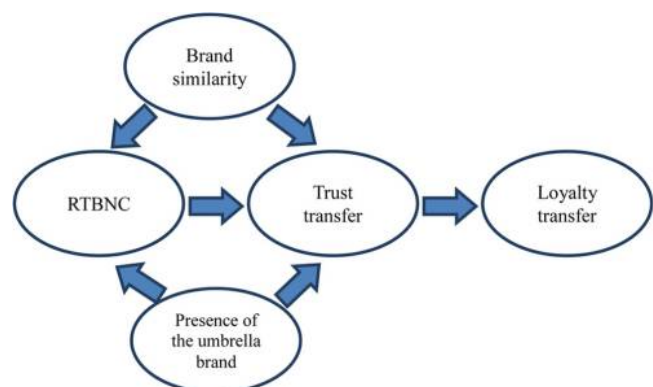 Brand
similarity
RTBNC
Trust
transfer
Loyalty
transfer
Presence of
the umbrella
brand